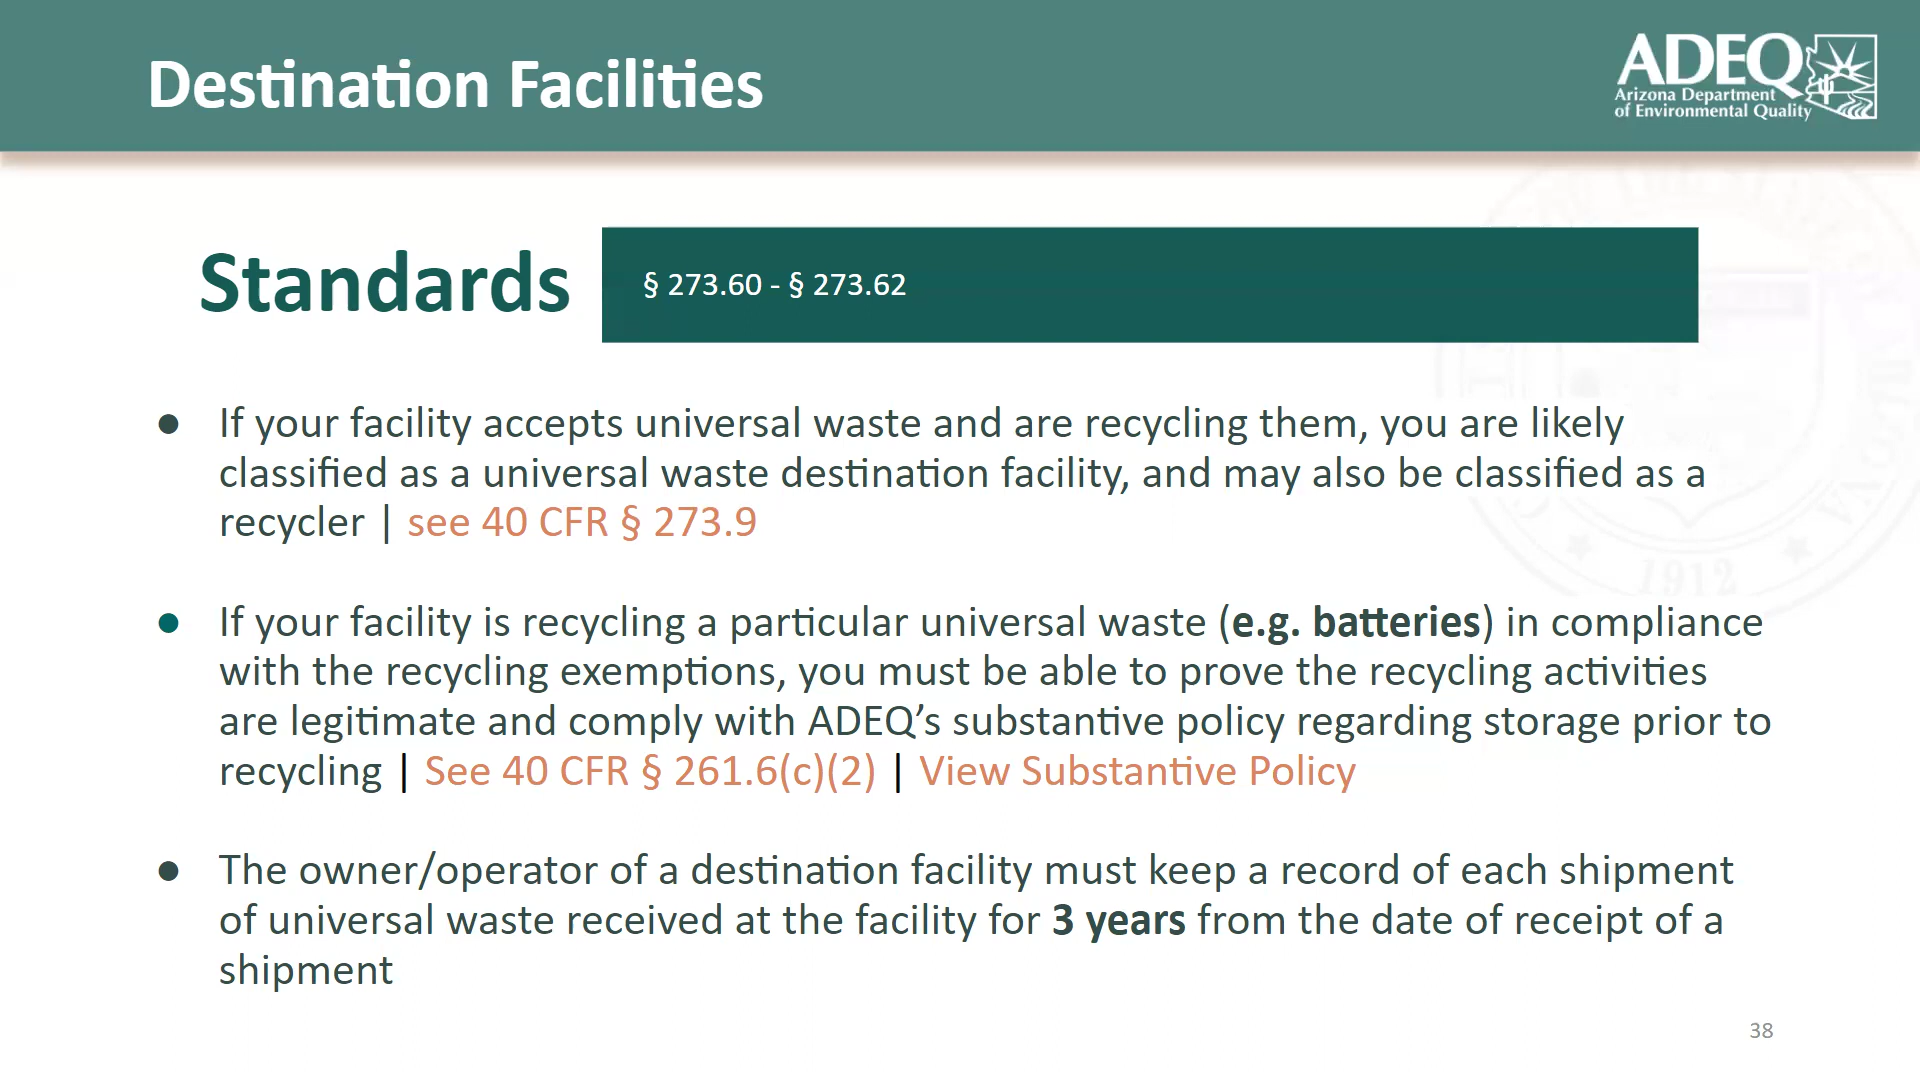 Destination Facilities
ADEQ
Arizona Department
of Environmental Quality
Standards
§ 273.60 - § 273.62
● If your facility accepts universal waste and are recycling them, you are likely
classified as a universal waste destination facility, and may also be classified as a
recycler | see 40 CFR § 273.9
● If your facility is recycling a particular universal waste (e.g. batteries) in compliance
with the recycling exemptions, you must be able to prove the recycling activities
are legitimate and comply with ADEQ’s substantive policy regarding storage prior to
recycling | See 40 CFR § 261.6(c)(2) | View Substantive Policy
● The owner/operator of a destination facility must keep a record of each shipment
of universal waste received at the facility for 3 years from the date of receipt of a
shipment
1912
38